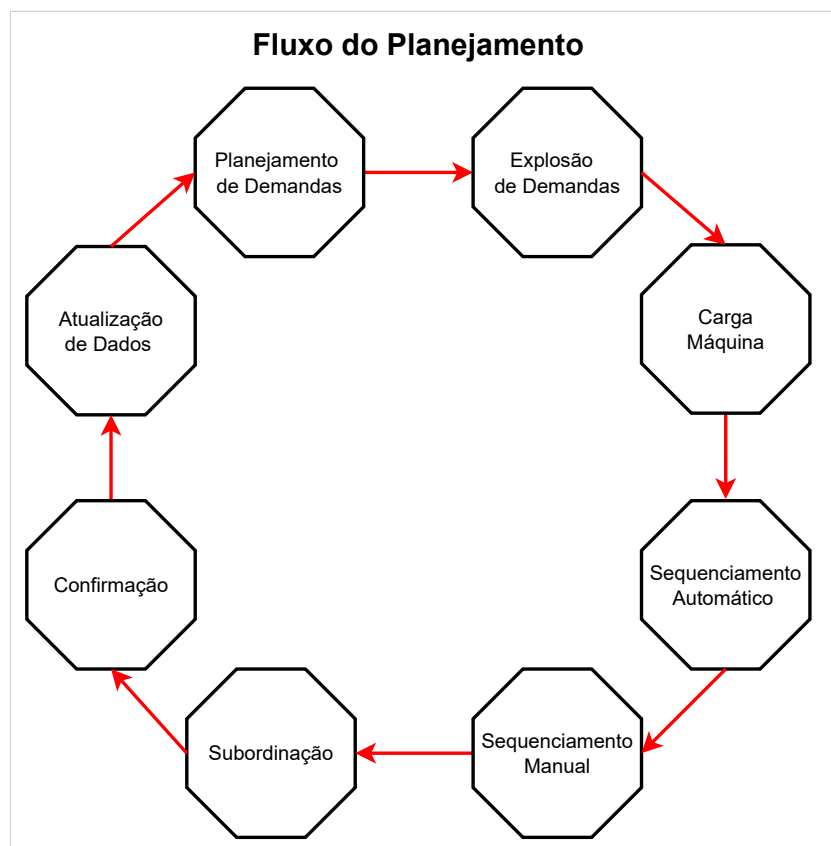 Fluxo do Planejamento
Planejamento
de Demandas
Explosão
de Demandas
Carga
Máquina
Sequenciamento
Automático
Sequenciamento
Manual
Subordinação
Confirmação
Atualização
de Dados